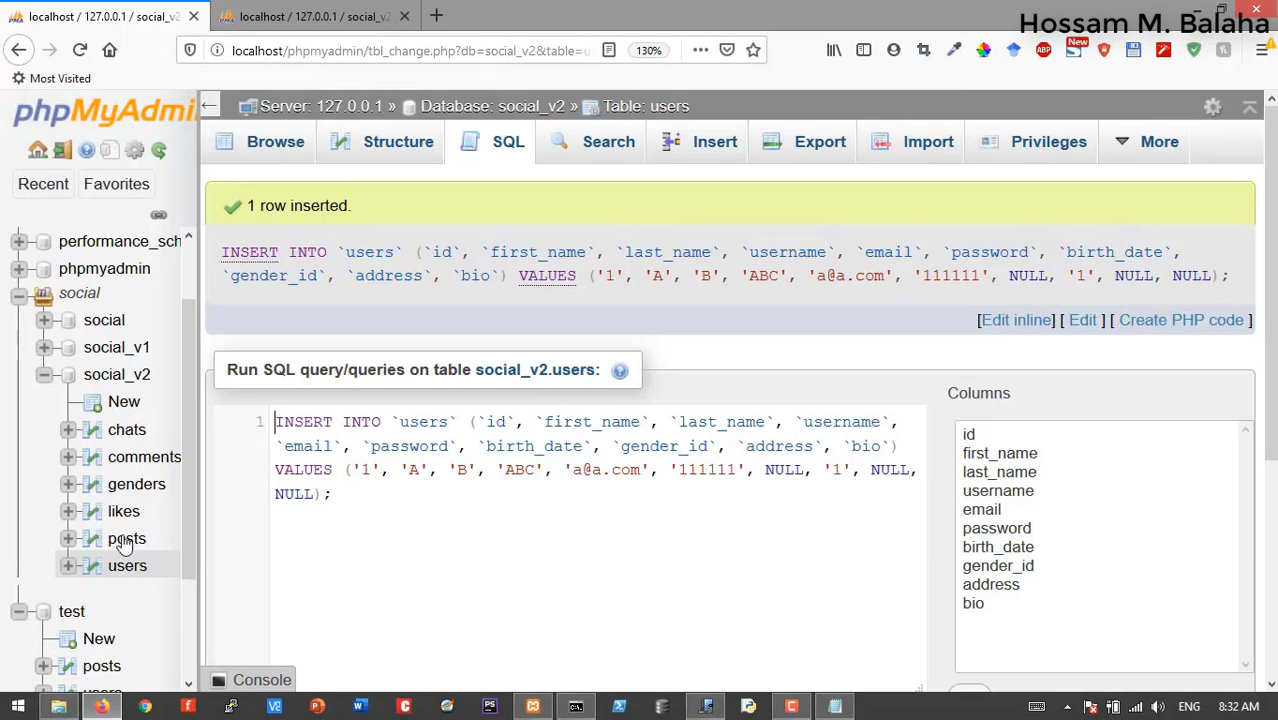 localhost / 127.0.0.1 / social_v2
localhost / 127.0.0.1 / social_v2
Hossam M. Balaha
localhost/phpmyadmin/tbl_change.php?db=social_v2&table=u
130%
New
ABP
Most Visited
phpMyAdmin
Server: 127.0.0.1 » Database: social_v2 » Table: users
Browse
Structure
SQL
Search
Insert
Export
Import
Privileges
More
Recent
Favorites
performance_sch
phpmyadmin
social
social
social_v1
social_v2
New
chats
comments
genders
likes
posts
users
test
New
posts
1 row inserted.
INSERT INTO `users` (`id`, `first_name`, `last_name`, `username`, `email`, `password`, `birth_date`,
`gender_id`, `address`, `bio`) VALUES ('1', 'A', 'B', 'ABC', 'a@a.com', '111111', NULL, '1', NULL, NULL);
[Edit inline] [ Edit ] [ Create PHP code ]
Run SQL query/queries on table social_v2.users:
1
INSERT INTO `users` (`id`, `first_name`, `last_name`, `username`,
`email`, `password`, `birth_date`, `gender_id`, `address`, `bio`)
VALUES ('1', 'A', 'B', 'ABC', 'a@a.com', '111111', NULL, '1', NULL,
NULL);
Columns
id
first_name
last_name
username
email
password
birth_date
gender_id
address
bio
Console
ENG
8:32 AM